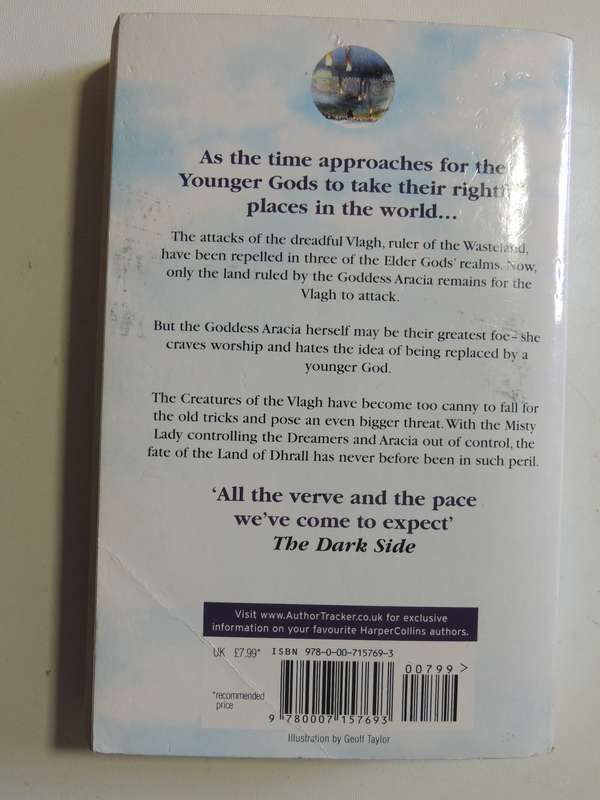 As the time approaches for the
Younger Gods to take their rightful
places in the world...
The attacks of the dreadful Vlagh, ruler of the Wasteland,
have been repelled in three of the Elder Gods' realms. Now,
only the land ruled by the Goddess Aracia remains for the
Vlagh to attack.
But the Goddess Aracia herself may be their greatest foe – she
craves worship and hates the idea of being replaced by a
younger God.
The Creatures of the Vlagh have become too canny to fall for
the old tricks and pose an even bigger threat. With the Misty
Lady controlling the Dreamers and Aracia out of control, the
fate of the Land of Dhrall has never before been in such peril.
'All the verve and the pace
we've come to expect'
The Dark Side
Visit www.AuthorTracker.co.uk for exclusive
information on your favourite HarperCollins authors.
UK £7.99* ISBN 978-0-00-715769-3
00799 >
*recommended
price
9 780007 157693
Illustration by Geoff Taylor